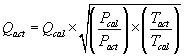 Q_act = Q_cal × √((P_cal / P_act) × (T_act / T_cal))